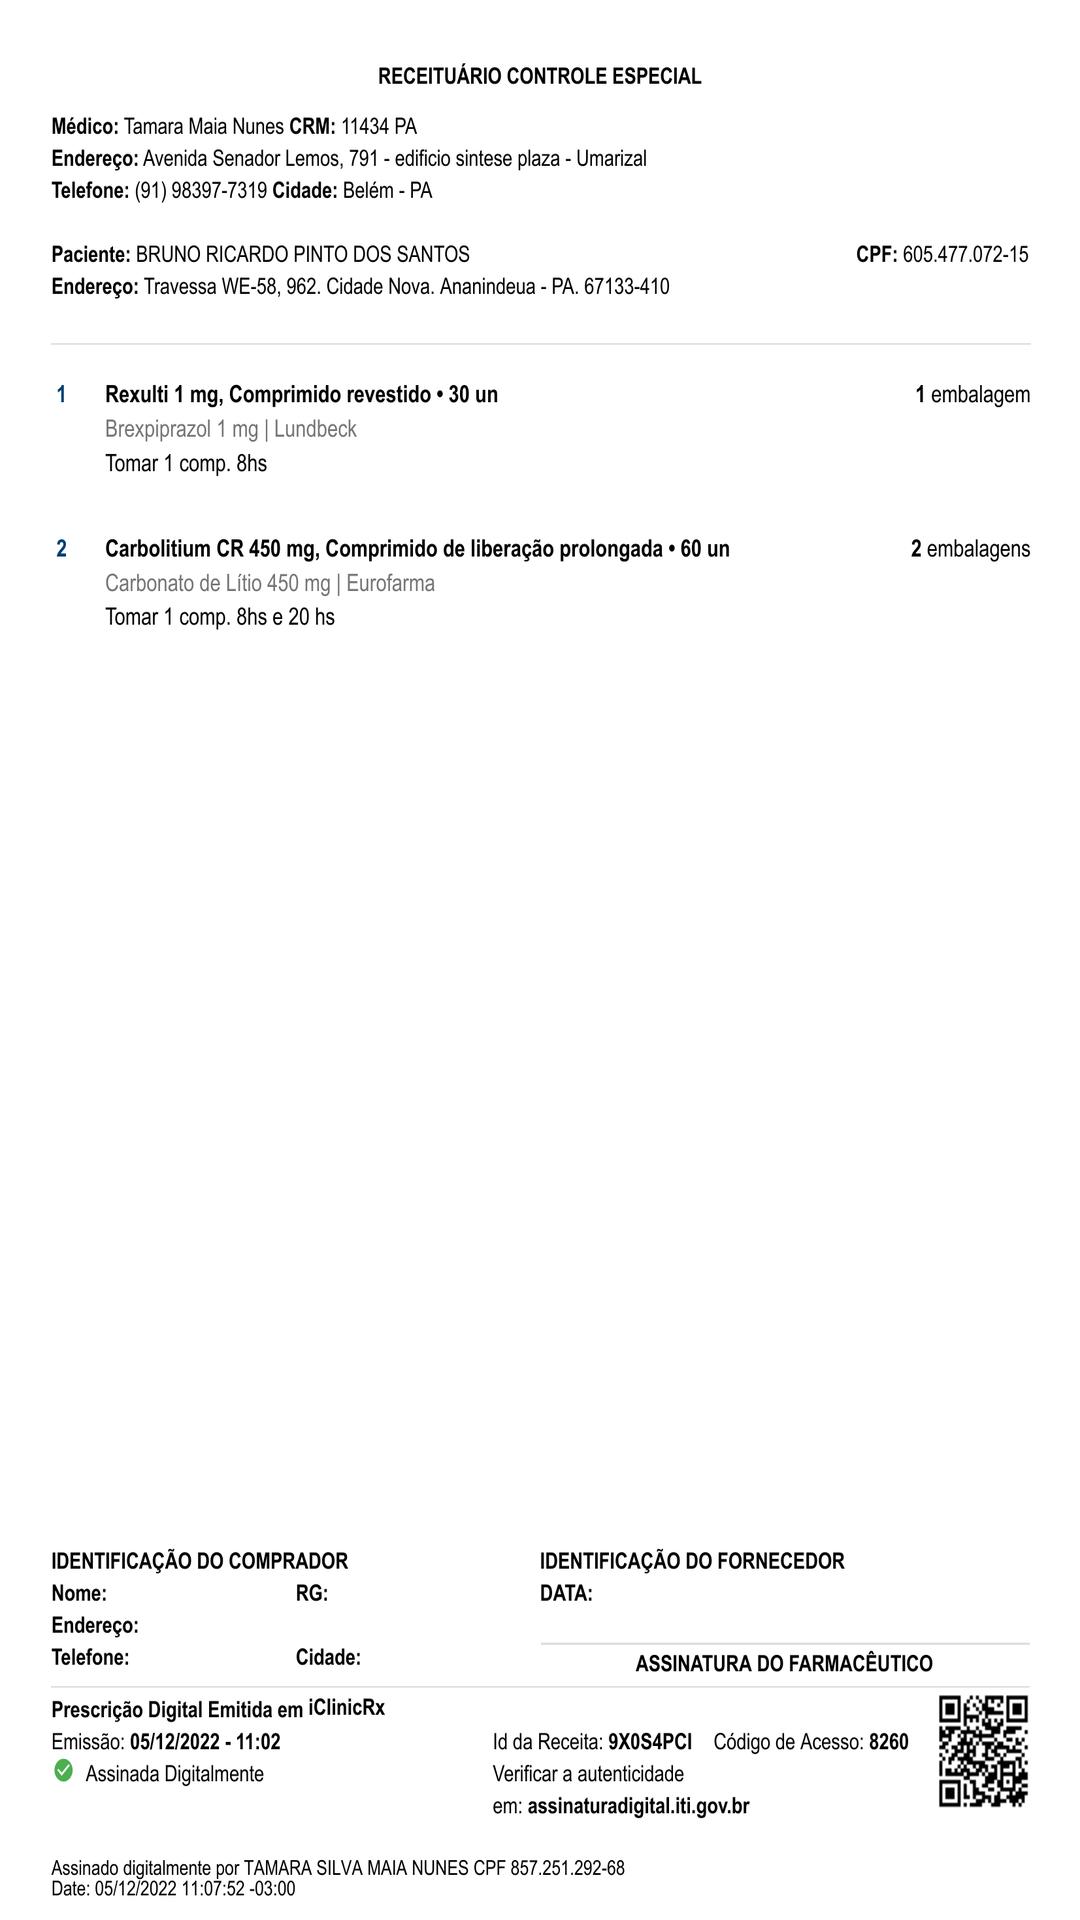 RECEITUÁRIO CONTROLE ESPECIAL
Médico: Tamara Maia Nunes CRM: 11434 PA
Endereço: Avenida Senador Lemos, 791 - edificio sintese plaza - Umarizal
Telefone: (91) 98397-7319 Cidade: Belém - PA
Paciente: BRUNO RICARDO PINTO DOS SANTOS CPF: 605.477.072-15
Endereço: Travessa WE-58, 962. Cidade Nova. Ananindeua - PA. 67133-410
1 Rexulti 1 mg, Comprimido revestido • 30 un 1 embalagem
Brexpiprazol 1 mg | Lundbeck
Tomar 1 comp. 8hs
2 Carbolitium CR 450 mg, Comprimido de liberação prolongada • 60 un 2 embalagens
Carbonato de Lítio 450 mg | Eurofarma
Tomar 1 comp. 8hs e 20 hs
IDENTIFICAÇÃO DO COMPRADOR IDENTIFICAÇÃO DO FORNECEDOR
Nome: RG: DATA:
Endereço:
Telefone: Cidade:
ASSINATURA DO FARMACÊUTICO
Prescrição Digital Emitida em iClinicRx
Emissão: 05/12/2022 - 11:02 Id da Receita: 9X0S4PCI Código de Acesso: 8260
Assinada Digitalmente Verificar a autenticidade
em: assinaturadigital.iti.gov.br
Assinado digitalmente por TAMARA SILVA MAIA NUNES CPF 857.251.292-68
Date: 05/12/2022 11:07:52 -03:00